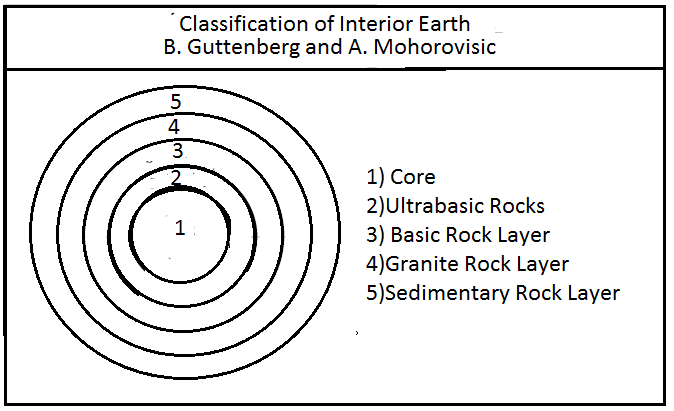 Classification of Interior Earth
B. Guttenberg and A. Mohorovisic
5
4
3
2
1
1) Core
2)Ultrabasic Rocks
3) Basic Rock Layer
4)Granite Rock Layer
5)Sedimentary Rock Layer